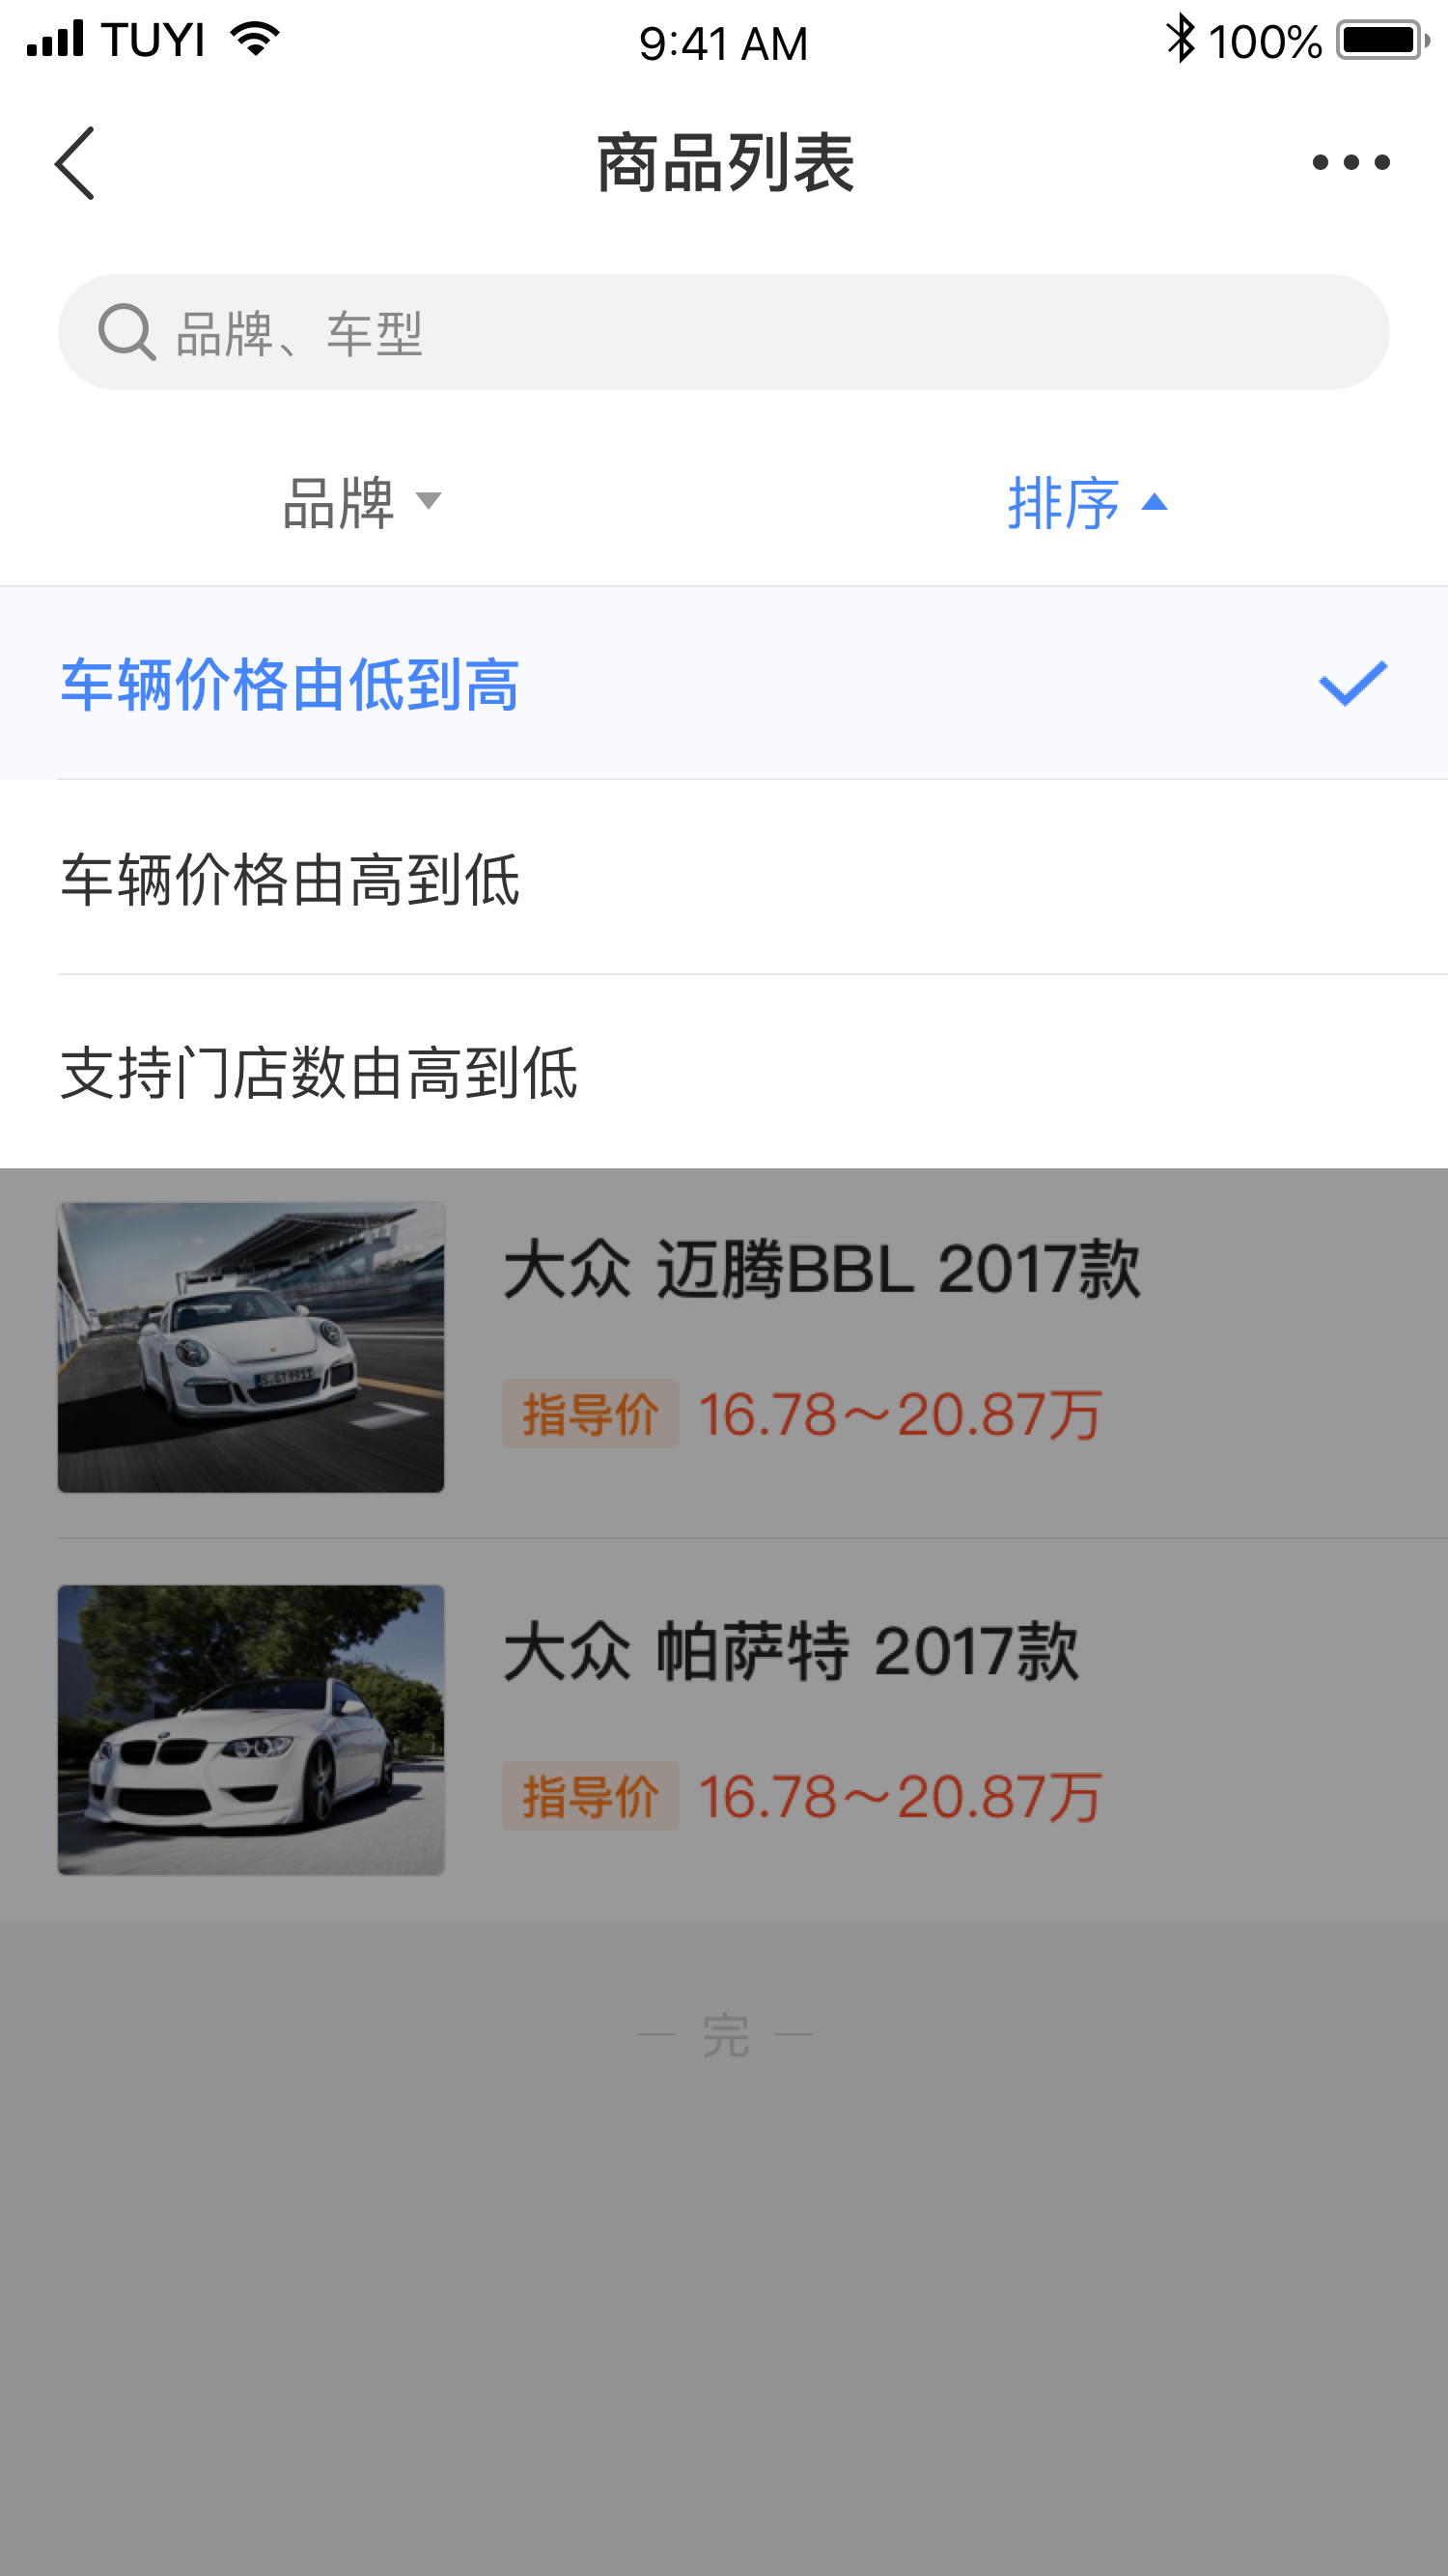 TUYI 9:41 AM 100%
商品列表
品牌、车型
品牌 排序
车辆价格由低到高
车辆价格由高到低
支持门店数由高到低
大众 迈腾BBL 2017款
指导价 16.78～20.87万
S·GT9911
大众 帕萨特 2017款
指导价 16.78～20.87万
完